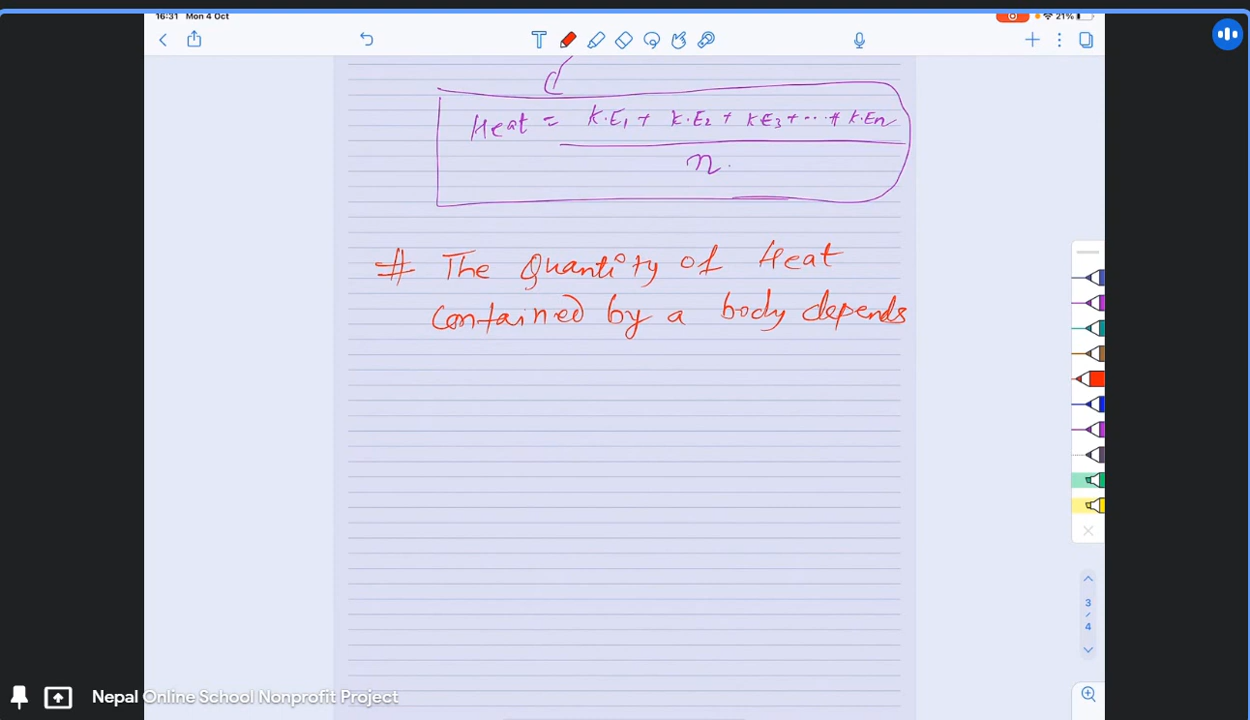 16:31 Mon 4 Oct
21%
Heat = K.E1 + K.E2 + K.E3 + ... + K.En
n.
# The Quantity of Heat
contained by a body depends
3
/
4
Nepal Online School Nonprofit Project